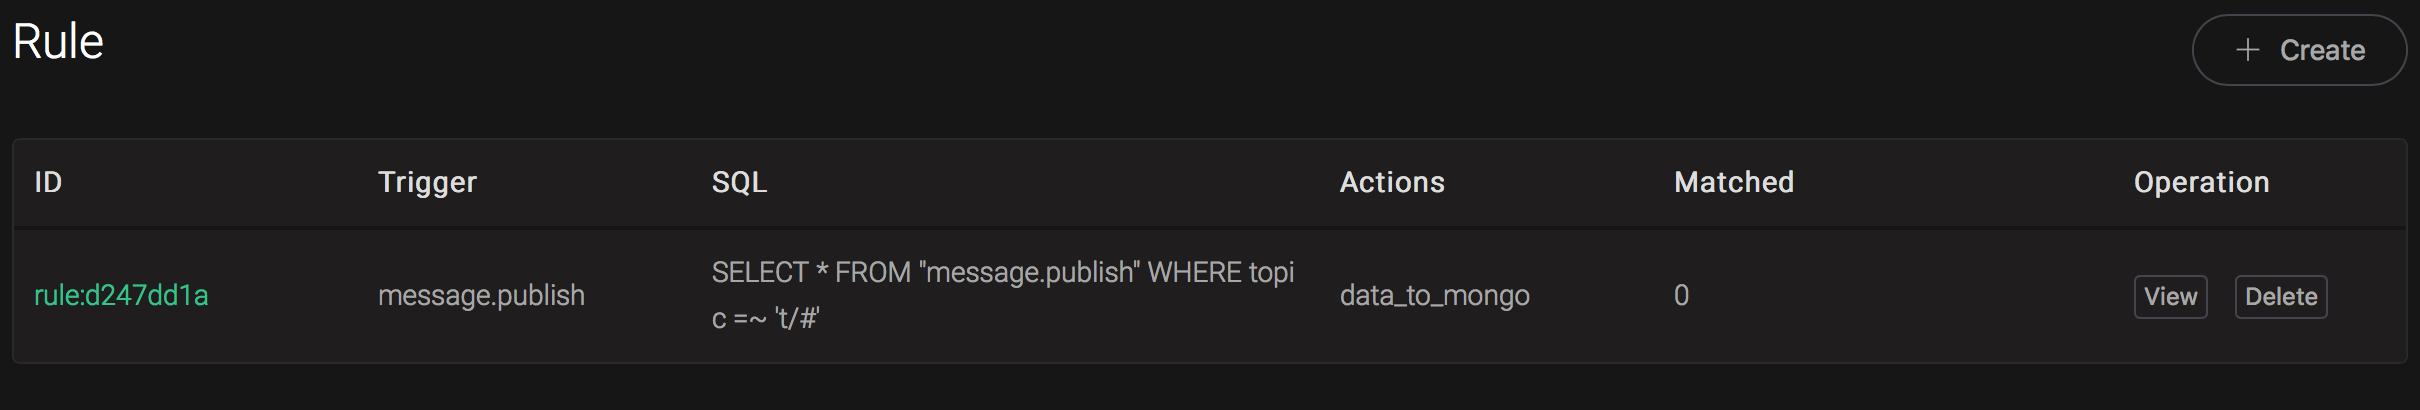 Rule
+ Create
ID Trigger SQL Actions Matched Operation
rule:d247dd1a message.publish SELECT * FROM "message.publish" WHERE topi
c =~ 't/#' data_to_mongo 0 View Delete